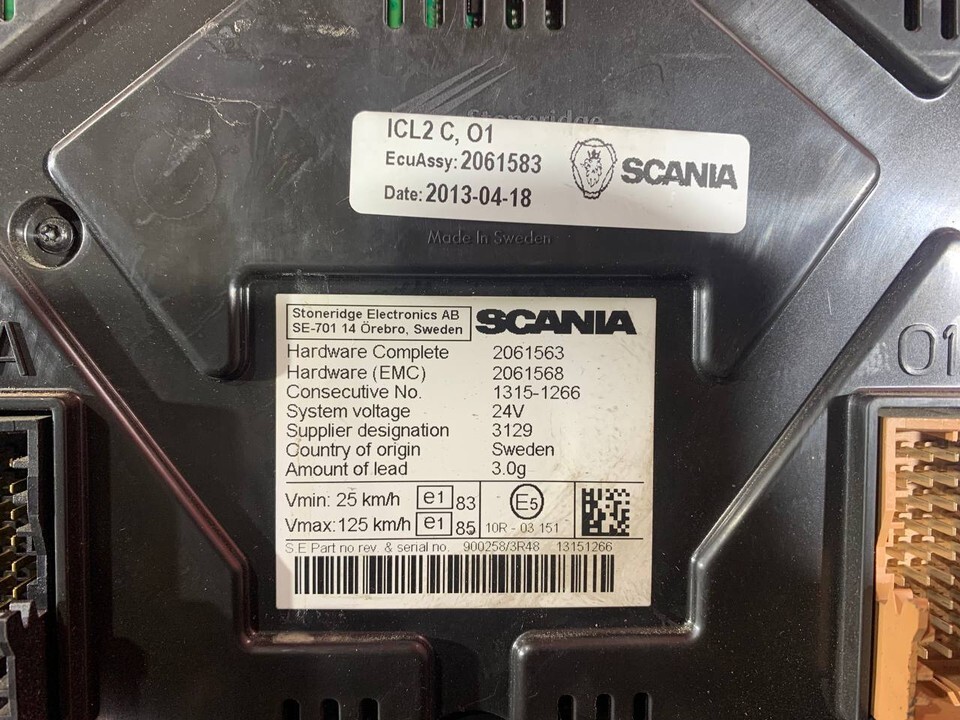 Stoneridge
ICL2 C, O1
EcuAssy: 2061583
Date: 2013-04-18
SCANIA
Made In Sweden
Stoneridge Electronics AB
SE-701 14 Örebro, Sweden
SCANIA
Hardware Complete 2061563
Hardware (EMC) 2061568
Consecutive No. 1315-1266
System voltage 24V
Supplier designation 3129
Country of origin Sweden
Amount of lead 3.0g
Vmin: 25 km/h e1 83
Vmax: 125 km/h e1 85
E5
10R - 03 151
S.E Part no rev. & serial no. 900258/3R48 13151266
A
O1